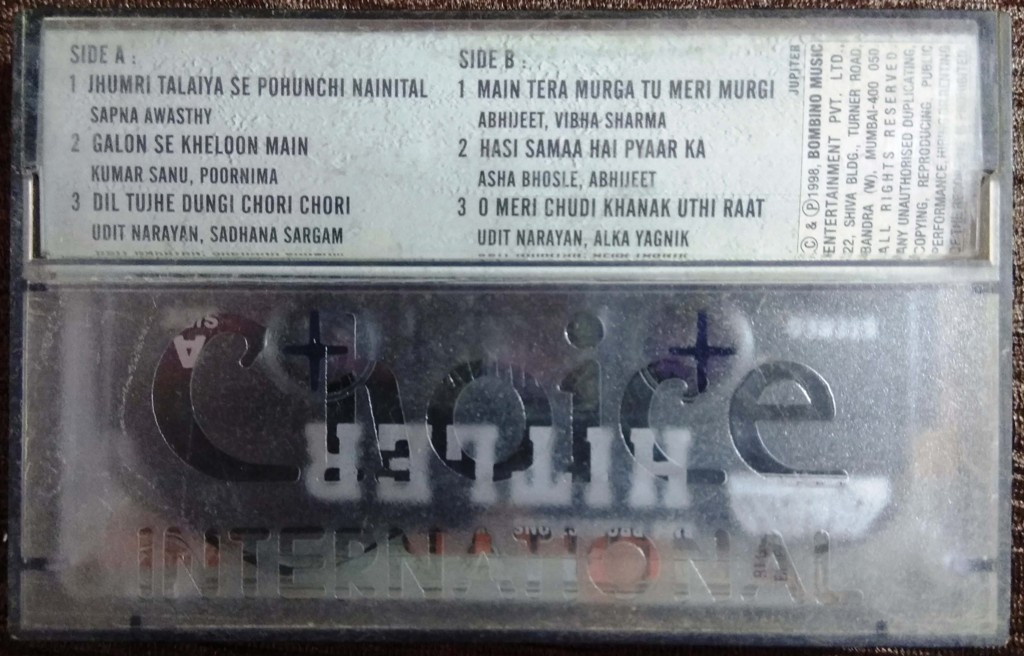 SIDE A :
1 JHUMRI TALAIYA SE POHUNCHI NAINITAL
SAPNA AWASTHY
2 GALON SE KHELOON MAIN
KUMAR SANU, POORNIMA
3 DIL TUJHE DUNGI CHORI CHORI
UDIT NARAYAN, SADHANA SARGAM
SIDE B :
1 MAIN TERA MURGA TU MERI MURGI
ABHIJEET, VIBHA SHARMA
2 HASI SAMAA HAI PYAAR KA
ASHA BHOSLE, ABHIJEET
3 O MERI CHUDI KHANAK UTHI RAAT
UDIT NARAYAN, ALKA YAGNIK
JUPITER
© & ℗ 1998, BOMBINO MUSIC
ENTERTAINMENT PVT. LTD.,
22, SHIVA BLDG., TURNER ROAD,
BANDRA (W), MUMBAI-400 050
ALL RIGHTS RESERVED
ANY UNAUTHORISED DUPLICATING,
COPYING, REPRODUCING, PUBLIC
PERFORMANCE,
A
Choice
HITLER
INTERNATIONAL